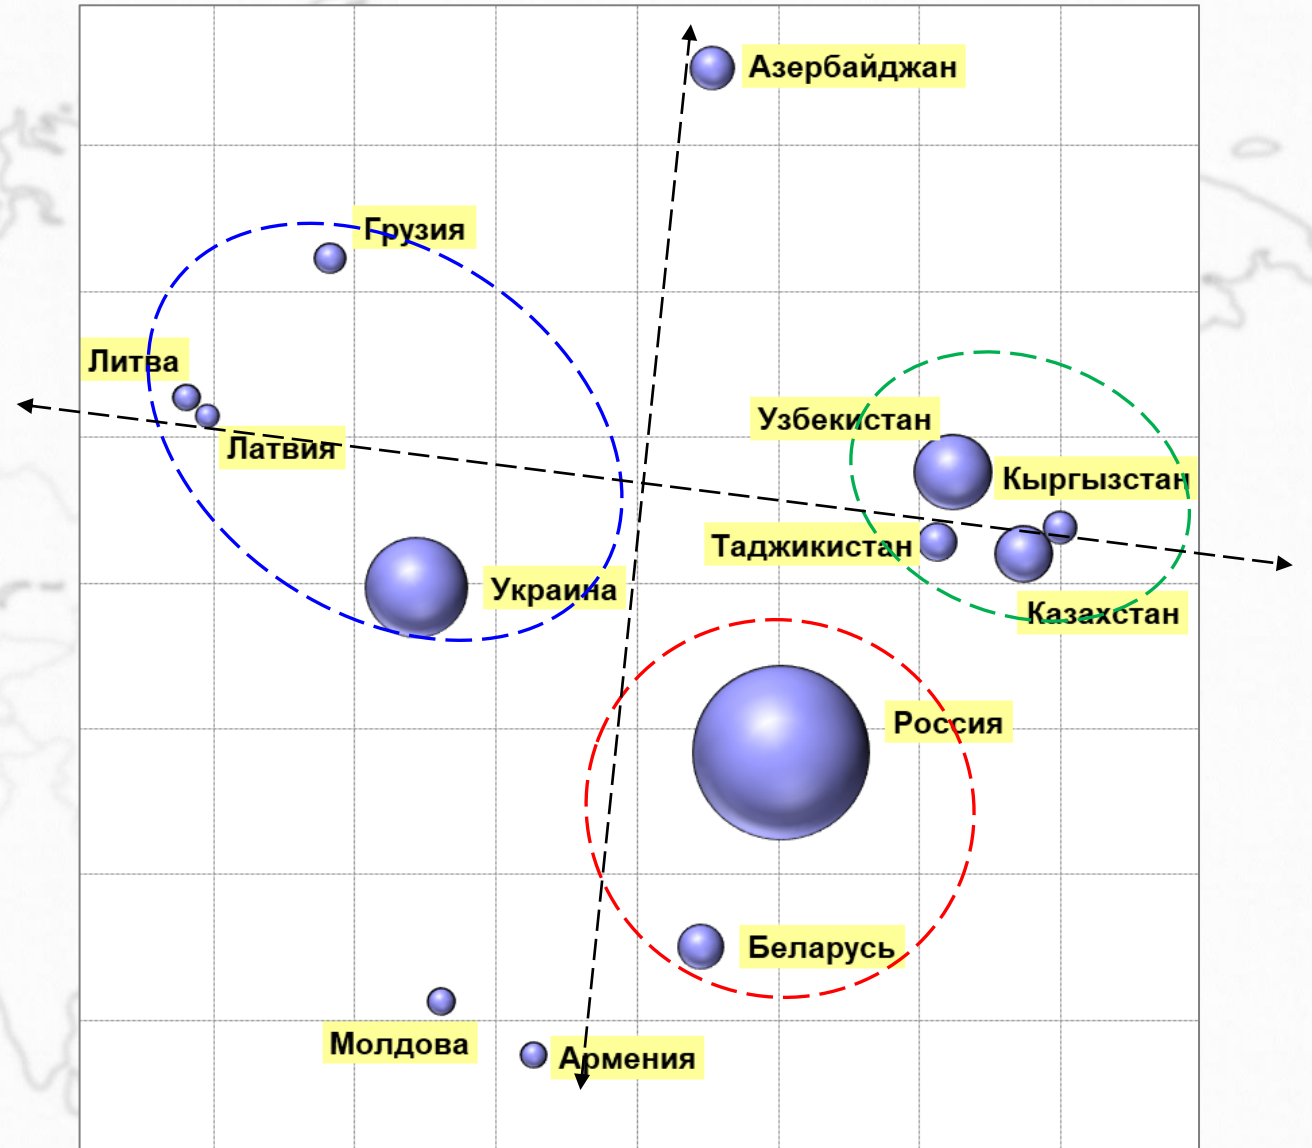 Азербайджан
Грузия
Литва
Латвия
Узбекистан
Кыргызстан
Таджикистан
Украина
Казахстан
Россия
Беларусь
Молдова
Армения